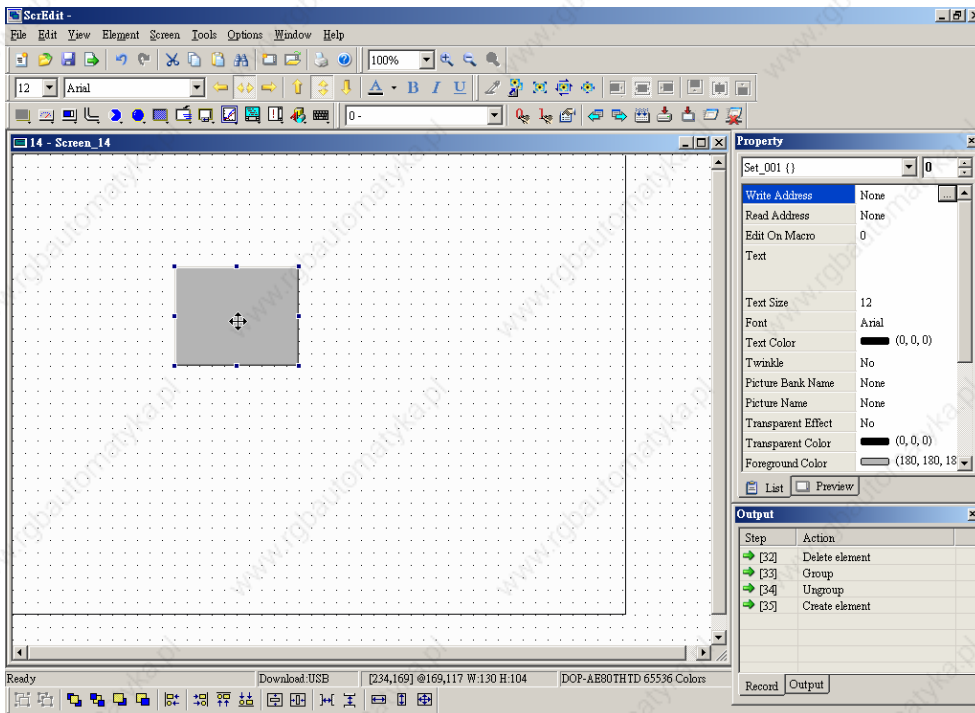 ScrEdit -
File Edit View Element Screen Tools Options Window Help
100%
12 Arial A B I U
0 -
14 - Screen_14
Property
Set_001 {} 0
Write Address None ...
Read Address None
Edit On Macro 0
Text
Text Size 12
Font Arial
Text Color (0, 0, 0)
Twinkle No
Picture Bank Name None
Picture Name None
Transparent Effect No
Transparent Color (0, 0, 0)
Foreground Color (180, 180, 18
List Preview
Output
Step Action
[32] Delete element
[33] Group
[34] Ungroup
[35] Create element
Record Output
Ready Download:USB [234,169] @169,117 W:130 H:104 DOP-AE80THTD 65536 Colors
www.rgbautomatyka.pl